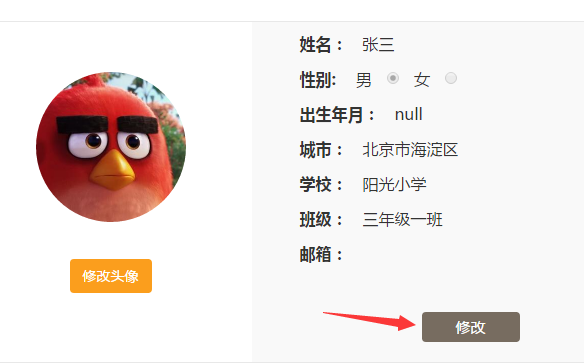 姓名： 张三
性别: 男 女
出生年月： null
城市： 北京市海淀区
学校： 阳光小学
班级： 三年级一班
邮箱：
修改头像
修改